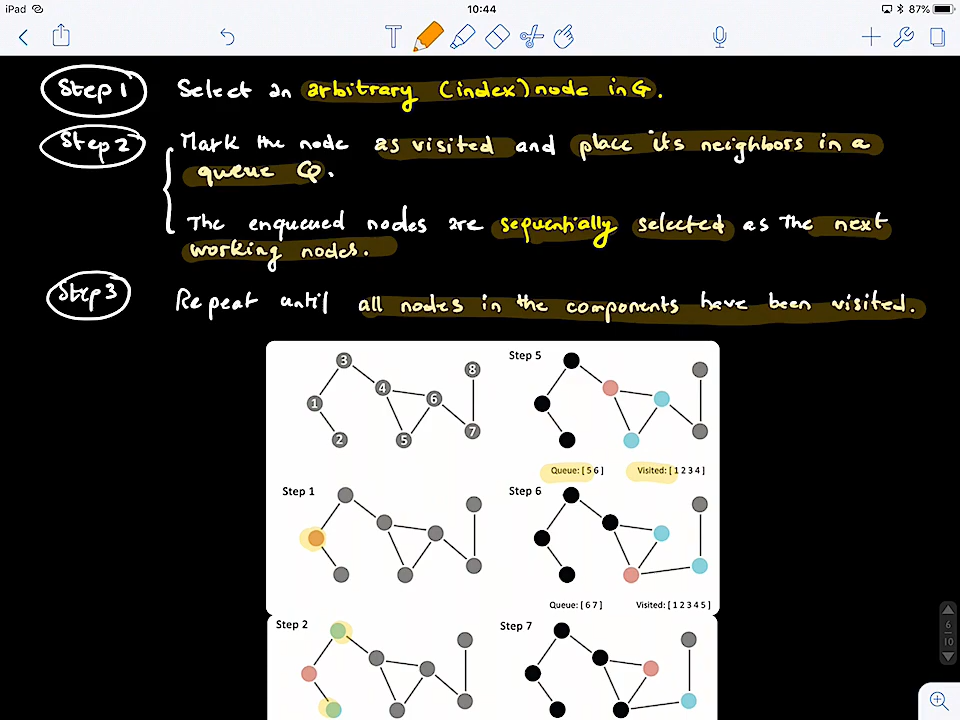 iPad
10:44
87%
T
Step 1 Select an arbitrary (index) node in G.
Step 2 Mark the node as visited and place its neighbors in a
queue Q.
The enqueued nodes are sequentially selected as the next
working nodes.
Step 3 Repeat until all nodes in the components have been visited.
3
8
4
6
1
2
5
7
Step 5
Queue: [ 5 6 ] Visited: [ 1 2 3 4 ]
Step 1
Step 6
Queue: [ 6 7 ] Visited: [ 1 2 3 4 5 ]
Step 2
Step 7
6
10